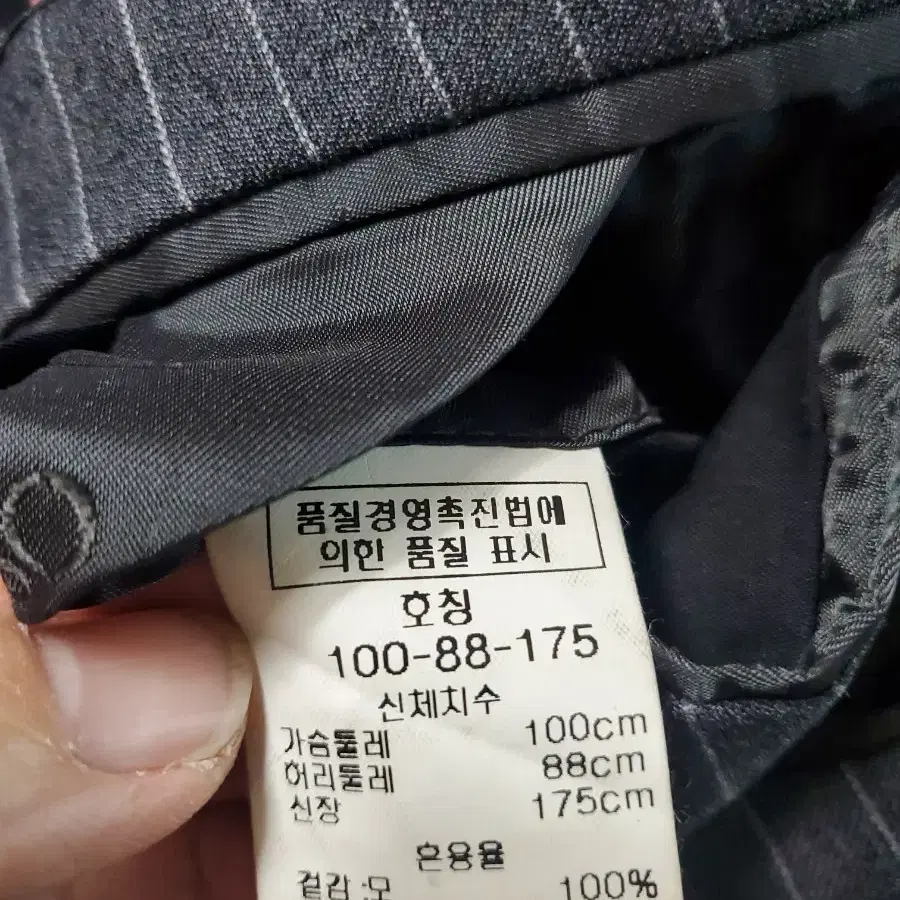 품질경영촉진법에
의한 품질 표시
호칭
100-88-175
신체치수
가슴둘레 100cm
허리둘레 88cm
신장 175cm
혼용율
겉감:모 100%